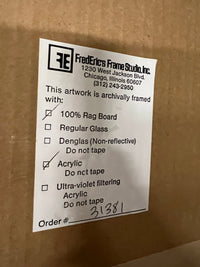 FE FredEric's Frame Studio, Inc.
1230 West Jackson Blvd.
Chicago, Illinois 60607
(312) 243-2950
This artwork is archivally framed
with:
100% Rag Board
Regular Glass
Denglas (Non-reflective)
Do not tape
Acrylic
Do not tape
Ultra-violet filtering
Acrylic
Do not tape
Order # 31381